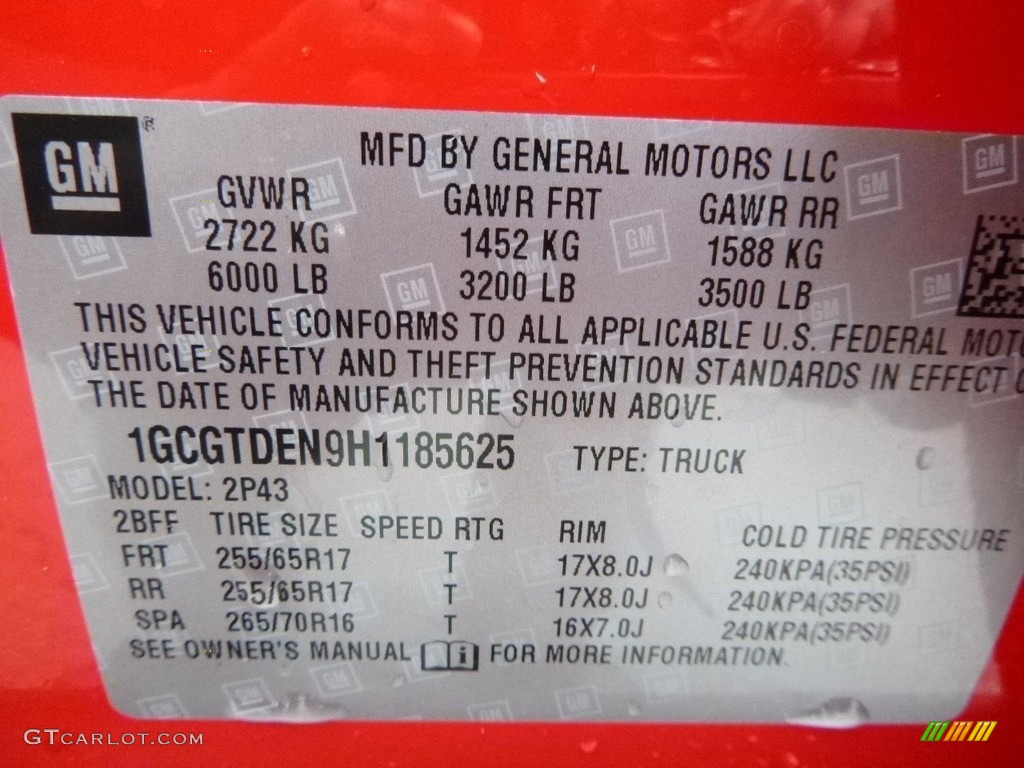 GM®
MFD BY GENERAL MOTORS LLC
GVWR GAWR FRT GAWR RR
2722 KG 1452 KG 1588 KG
6000 LB 3200 LB 3500 LB
THIS VEHICLE CONFORMS TO ALL APPLICABLE U.S. FEDERAL MOT
VEHICLE SAFETY AND THEFT PREVENTION STANDARDS IN EFFECT
THE DATE OF MANUFACTURE SHOWN ABOVE.
1GCGTDEN9H1185625 TYPE: TRUCK
MODEL: 2P43
2BFF TIRE SIZE SPEED RTG RIM COLD TIRE PRESSURE
FRT 255/65R17 T 17X8.0J 240KPA(35PSI)
RR 255/65R17 T 17X8.0J 240KPA(35PSI)
SPA 265/70R16 T 16X7.0J 240KPA(35PSI)
SEE OWNER'S MANUAL i FOR MORE INFORMATION.
GTCARLOT.COM